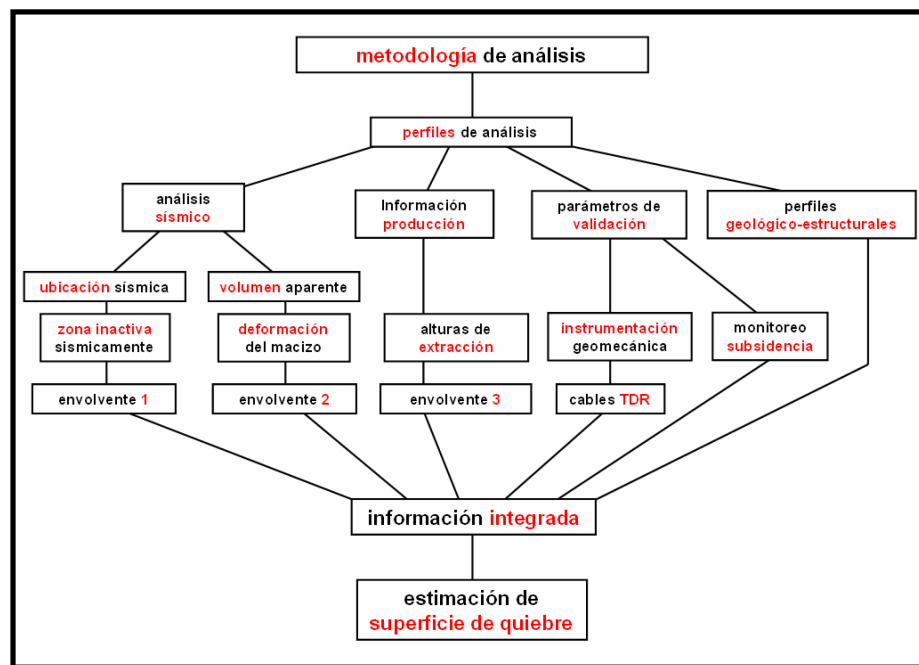 metodología de análisis
perfiles de análisis
análisis
sísmico
Información
producción
parámetros de
validación
perfiles
geológico-estructurales
ubicación sísmica
volumen aparente
zona inactiva
sismicamente
deformación
del macizo
alturas de
extracción
instrumentación
geomecánica
monitoreo
subsidencia
envolvente 1
envolvente 2
envolvente 3
cables TDR
información integrada
estimación de
superficie de quiebre